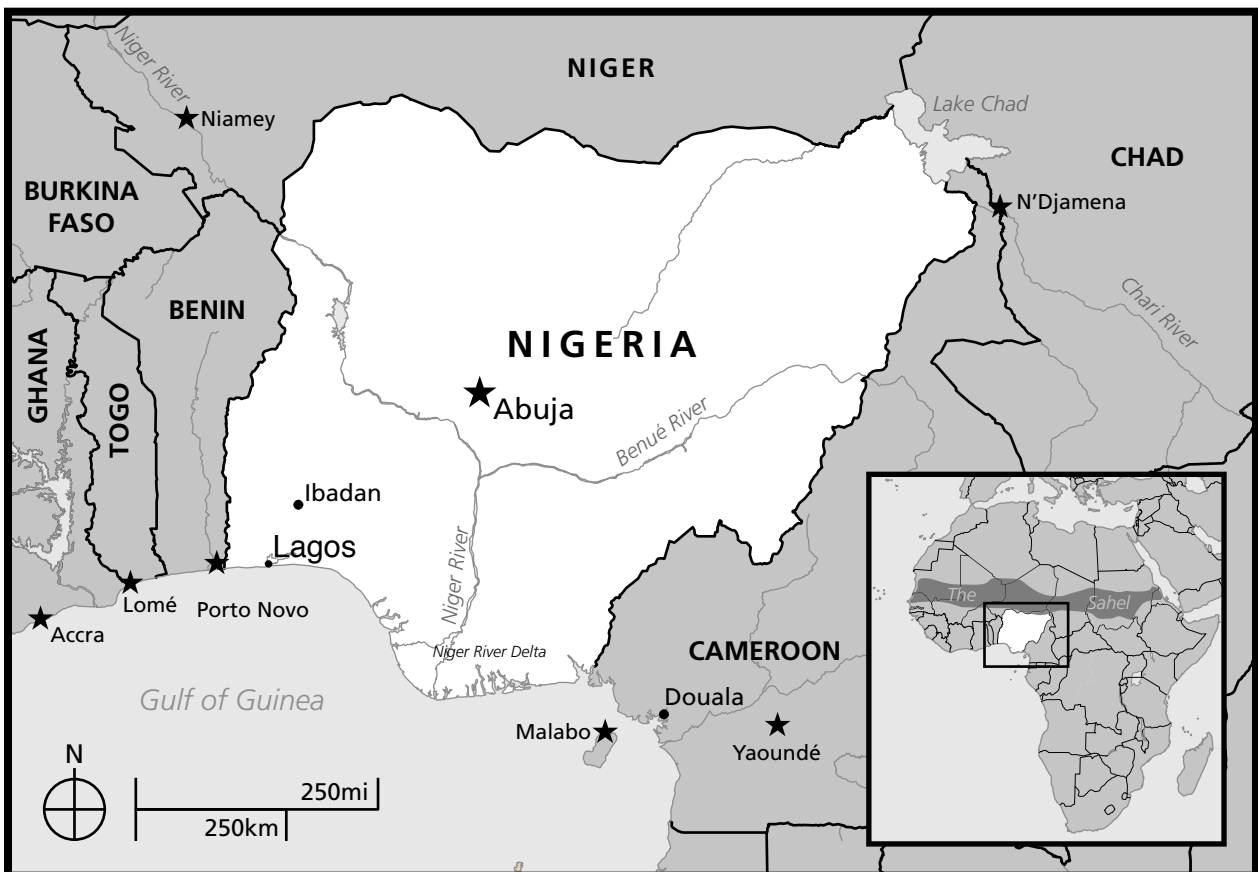 NIGER
Niger River
Lake Chad
Niamey
CHAD
BURKINA
FASO
N'Djamena
BENIN
Chari River
NIGERIA
GHANA
TOGO
Abuja
Benué River
Ibadan
Lagos
Niger River
Lomé
Porto Novo
Accra
Niger River Delta
CAMEROON
Gulf of Guinea
Douala
Malabo
Yaoundé
N
250mi
250km
The
Sahel